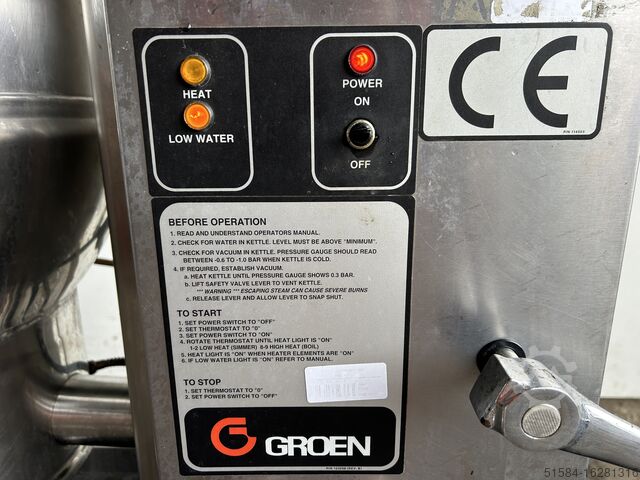 HEAT
LOW WATER
POWER
ON
OFF
CE
P/N 114003
BEFORE OPERATION
1. READ AND UNDERSTAND OPERATORS MANUAL.
2. CHECK FOR WATER IN KETTLE. LEVEL MUST BE ABOVE "MINIMUM".
3. CHECK FOR VACUUM IN KETTLE. PRESSURE GAUGE SHOULD READ
BETWEEN -0.6 TO -1.0 BAR WHEN KETTLE IS COLD.
4. IF REQUIRED, ESTABLISH VACUUM.
a. HEAT KETTLE UNTIL PRESSURE GAUGE SHOWS 0.3 BAR.
b. LIFT SAFETY VALVE LEVER TO VENT KETTLE.
*** WARNING *** ESCAPING STEAM CAN CAUSE SEVERE BURNS
c. RELEASE LEVER AND ALLOW LEVER TO SNAP SHUT.
TO START
1. SET POWER SWITCH TO "OFF"
2. SET THERMOSTAT TO "0"
3. SET POWER SWITCH TO "ON"
4. ROTATE THERMOSTAT UNTIL HEAT LIGHT IS "ON"
1-2 LOW HEAT (SIMMER) 8-9 HIGH HEAT (BOIL)
5. HEAT LIGHT IS "ON" WHEN HEATER ELEMENTS ARE "ON"
6. IF LOW WATER LIGHT IS "ON" REFER TO MANUAL.
TO STOP
1. SET THERMOSTAT TO "0"
2. SET POWER SWITCH TO "OFF"
GROEN
51584-16281316